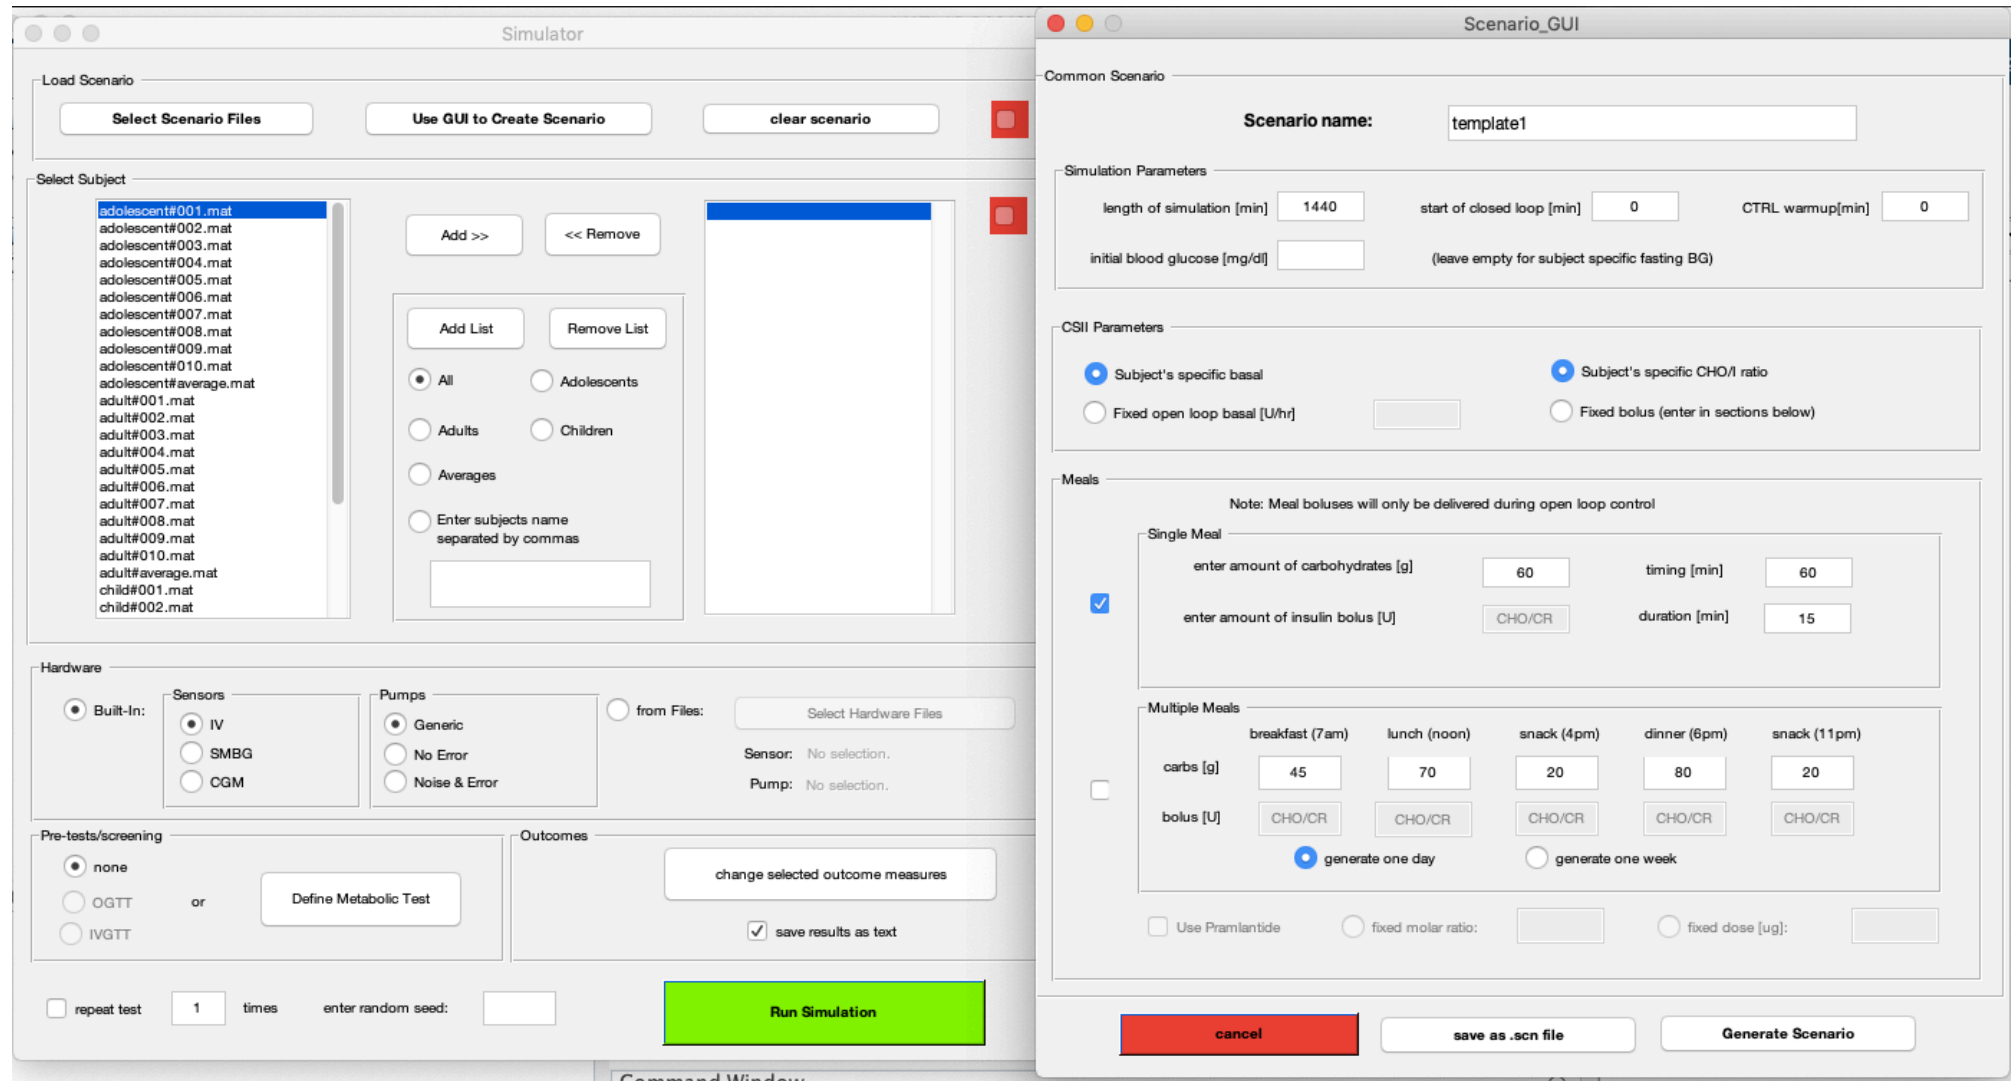 Simulator
Load Scenario
Select Scenario Files
Use GUI to Create Scenario
clear scenario
Select Subject
adolescent#001.mat
adolescent#002.mat
adolescent#003.mat
adolescent#004.mat
adolescent#005.mat
adolescent#006.mat
adolescent#007.mat
adolescent#008.mat
adolescent#009.mat
adolescent#010.mat
adolescent#average.mat
adult#001.mat
adult#002.mat
adult#003.mat
adult#004.mat
adult#005.mat
adult#006.mat
adult#007.mat
adult#008.mat
adult#009.mat
adult#010.mat
adult#average.mat
child#001.mat
child#002.mat
Add >>
<< Remove
Add List
Remove List
All
Adolescents
Adults
Children
Averages
Enter subjects name
separated by commas
Hardware
Built-In:
Sensors
IV
SMBG
CGM
Pumps
Generic
No Error
Noise & Error
from Files:
Select Hardware Files
Sensor: No selection.
Pump: No selection.
Pre-tests/screening
none
OGTT
or
IVGTT
Define Metabolic Test
Outcomes
change selected outcome measures
save results as text
repeat test 1 times
enter random seed:
Run Simulation
Command Window
Scenario_GUI
Common Scenario
Scenario name: template1
Simulation Parameters
length of simulation [min] 1440
start of closed loop [min] 0
CTRL warmup[min] 0
initial blood glucose [mg/dl]
(leave empty for subject specific fasting BG)
CSII Parameters
Subject's specific basal
Subject's specific CHO/I ratio
Fixed open loop basal [U/hr]
Fixed bolus (enter in sections below)
Meals
Note: Meal boluses will only be delivered during open loop control
Single Meal
enter amount of carbohydrates [g] 60
timing [min] 60
enter amount of insulin bolus [U] CHO/CR
duration [min] 15
Multiple Meals
breakfast (7am) lunch (noon) snack (4pm) dinner (6pm) snack (11pm)
carbs [g] 45 70 20 80 20
bolus [U] CHO/CR CHO/CR CHO/CR CHO/CR CHO/CR
generate one day
generate one week
Use Pramlantide
fixed molar ratio:
fixed dose [ug]:
cancel
save as .scn file
Generate Scenario